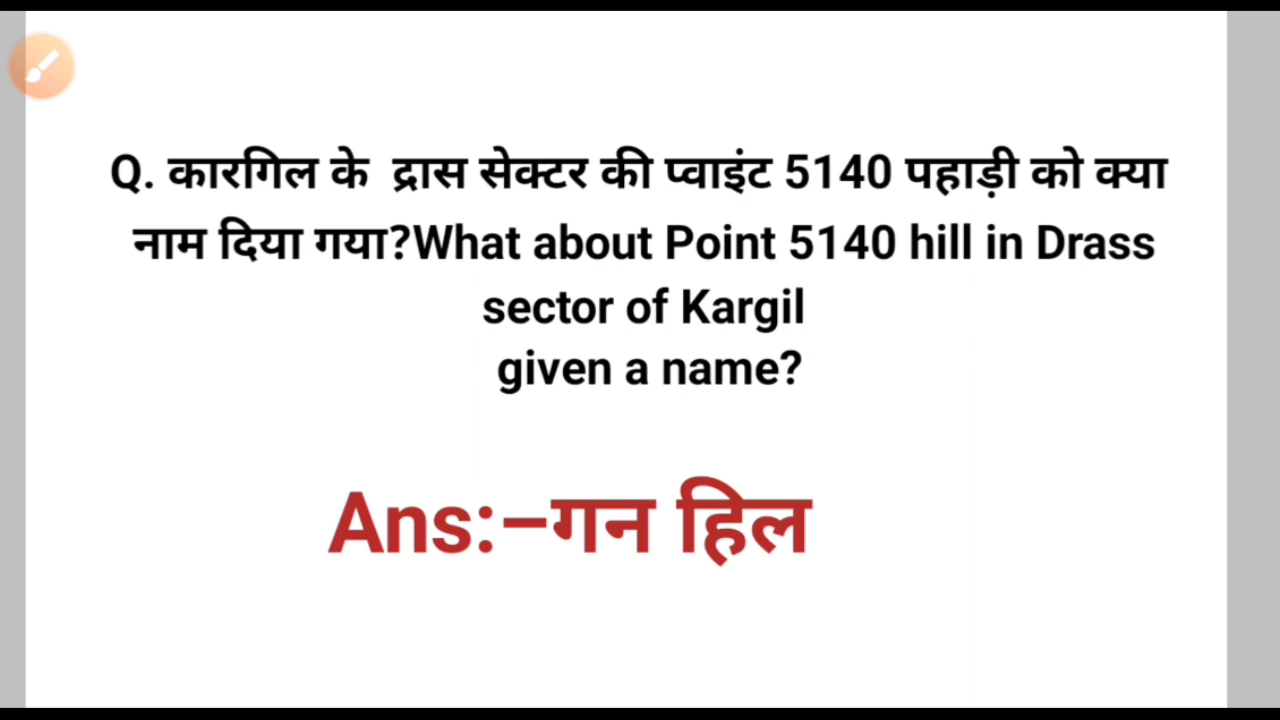 Q. कारगिल के द्रास सेक्टर की प्वाइंट 5140 पहाड़ी को क्या
नाम दिया गया?What about Point 5140 hill in Drass
sector of Kargil
given a name?
Ans:–गन हिल